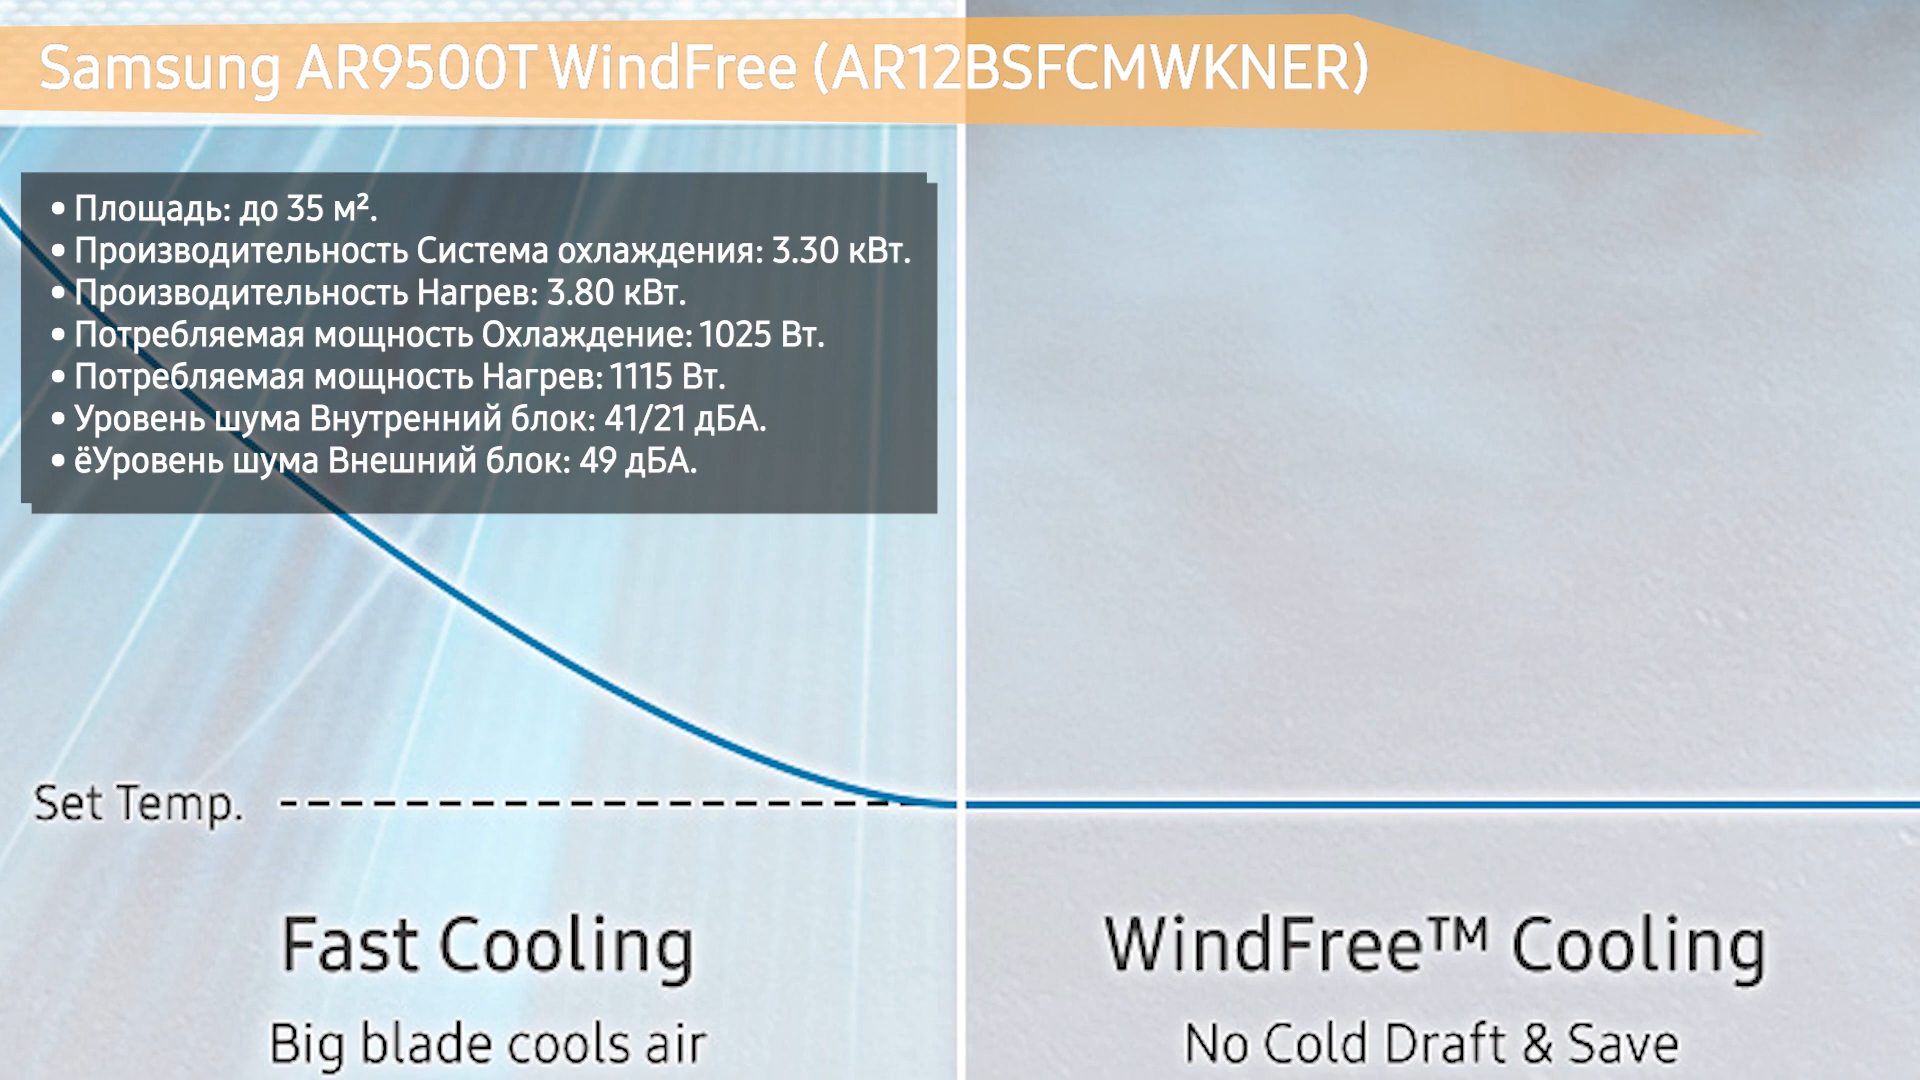 Samsung AR9500T WindFree (AR12BSFCMWKNER)
• Площадь: до 35 м².
• Производительность Система охлаждения: 3.30 кВт.
• Производительность Нагрев: 3.80 кВт.
• Потребляемая мощность Охлаждение: 1025 Вт.
• Потребляемая мощность Нагрев: 1115 Вт.
• Уровень шума Внутренний блок: 41/21 дБА.
• ёУровень шума Внешний блок: 49 дБА.
Set Temp.
Fast Cooling
Big blade cools air
WindFree™ Cooling
No Cold Draft & Save